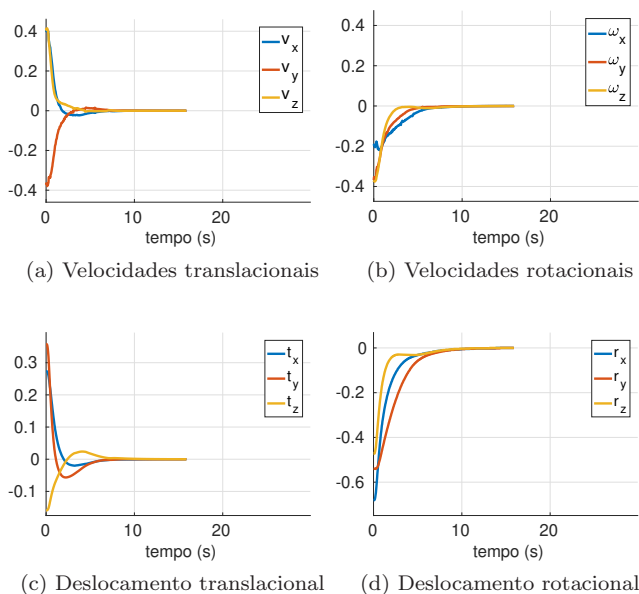 0.4
0.2
0
-0.2
-0.4
0
10
20
tempo (s)
v_x
v_y
v_z
(a) Velocidades translacionais
0.4
0.2
0
-0.2
-0.4
0
10
20
tempo (s)
ω_x
ω_y
ω_z
(b) Velocidades rotacionais
0.3
0.2
0.1
0
-0.1
0
10
20
tempo (s)
t_x
t_y
t_z
(c) Deslocamento translacional
0
-0.2
-0.4
-0.6
0
10
20
tempo (s)
r_x
r_y
r_z
(d) Deslocamento rotacional